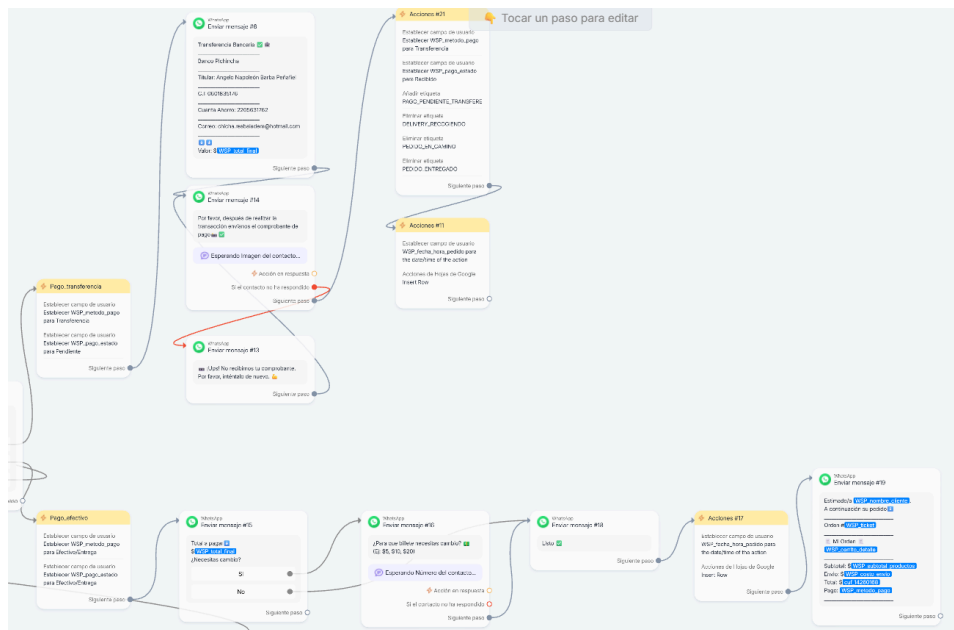 👇 Tocar un paso para editar
WhatsApp
Enviar mensaje #8
Transferencia Bancaria ✅ 🏦
Banco Pichincha
Titular: Angelo Napoleón Barba Peñafiel
C.I
Cuenta Ahorro:
Correo:
⬇️⬇️
Valor: $ WSP_total_final
Siguiente paso
WhatsApp
Enviar mensaje #14
Por favor, después de realizar la
transacción envíanos el comprobante de
pago ✅
Esperando Imagen del contacto...
Acción en respuesta
Si el contacto no ha respondido
Siguiente paso
WhatsApp
Enviar mensaje #13
¡Ups! No recibimos tu comprobante.
Por favor, inténtalo de nuevo. 💪
Siguiente paso
Acciones #21
Establecer campo de usuario
Establecer WSP_metodo_pago
para Transferencia
Establecer campo de usuario
Establecer WSP_pago_estado
para Recibido
Añadir etiqueta
PAGO_PENDIENTE_TRANSFERE
Eliminar etiqueta
DELIVERY_RECOGIENDO
Eliminar etiqueta
PEDIDO_EN_CAMINO
Eliminar etiqueta
PEDIDO_ENTREGADO
Siguiente paso
Acciones #11
Establecer campo de usuario
WSP_fecha_hora_pedido para
the date/time of the action
Acciones de Hojas de Google
Insert Row
Siguiente paso
Pago_transferencia
Establecer campo de usuario
Establecer WSP_metodo_pago
para Transferencia
Establecer campo de usuario
Establecer WSP_pago_estado
para Pendiente
Siguiente paso
paso
Pago_efectivo
Establecer campo de usuario
Establecer WSP_metodo_pago
para Efectivo/Entrega
Establecer campo de usuario
Establecer WSP_pago_estado
para Efectivo/Entrega
Siguiente paso
WhatsApp
Enviar mensaje #15
Total a pagar⬇️
$ WSP_total_final
¿Necesitas cambio?
Si
No
Siguiente paso
WhatsApp
Enviar mensaje #16
¿Para que billete necesitas cambio? 💵
(Ej: $5, $10, $20)
Esperando Número del contacto...
Acción en respuesta
Si el contacto no ha respondido
Siguiente paso
WhatsApp
Enviar mensaje #18
Listo ✅
Siguiente paso
Acciones #17
Establecer campo de usuario
WSP_fecha_hora_pedido para
the date/time of the action
Acciones de Hojas de Google
Insert Row
Siguiente paso
WhatsApp
Enviar mensaje #19
Estimado/a WSP_nombre_cliente,
A continuación su pedido⬇️
Orden # WSP_ticket
Mi Orden
WSP_carrito_detalle
Subtotal: $ WSP_subtotal_productos
Envío: $ WSP_costo_envio
Total: $
Pago: WSP_metodo_pago
Siguiente paso